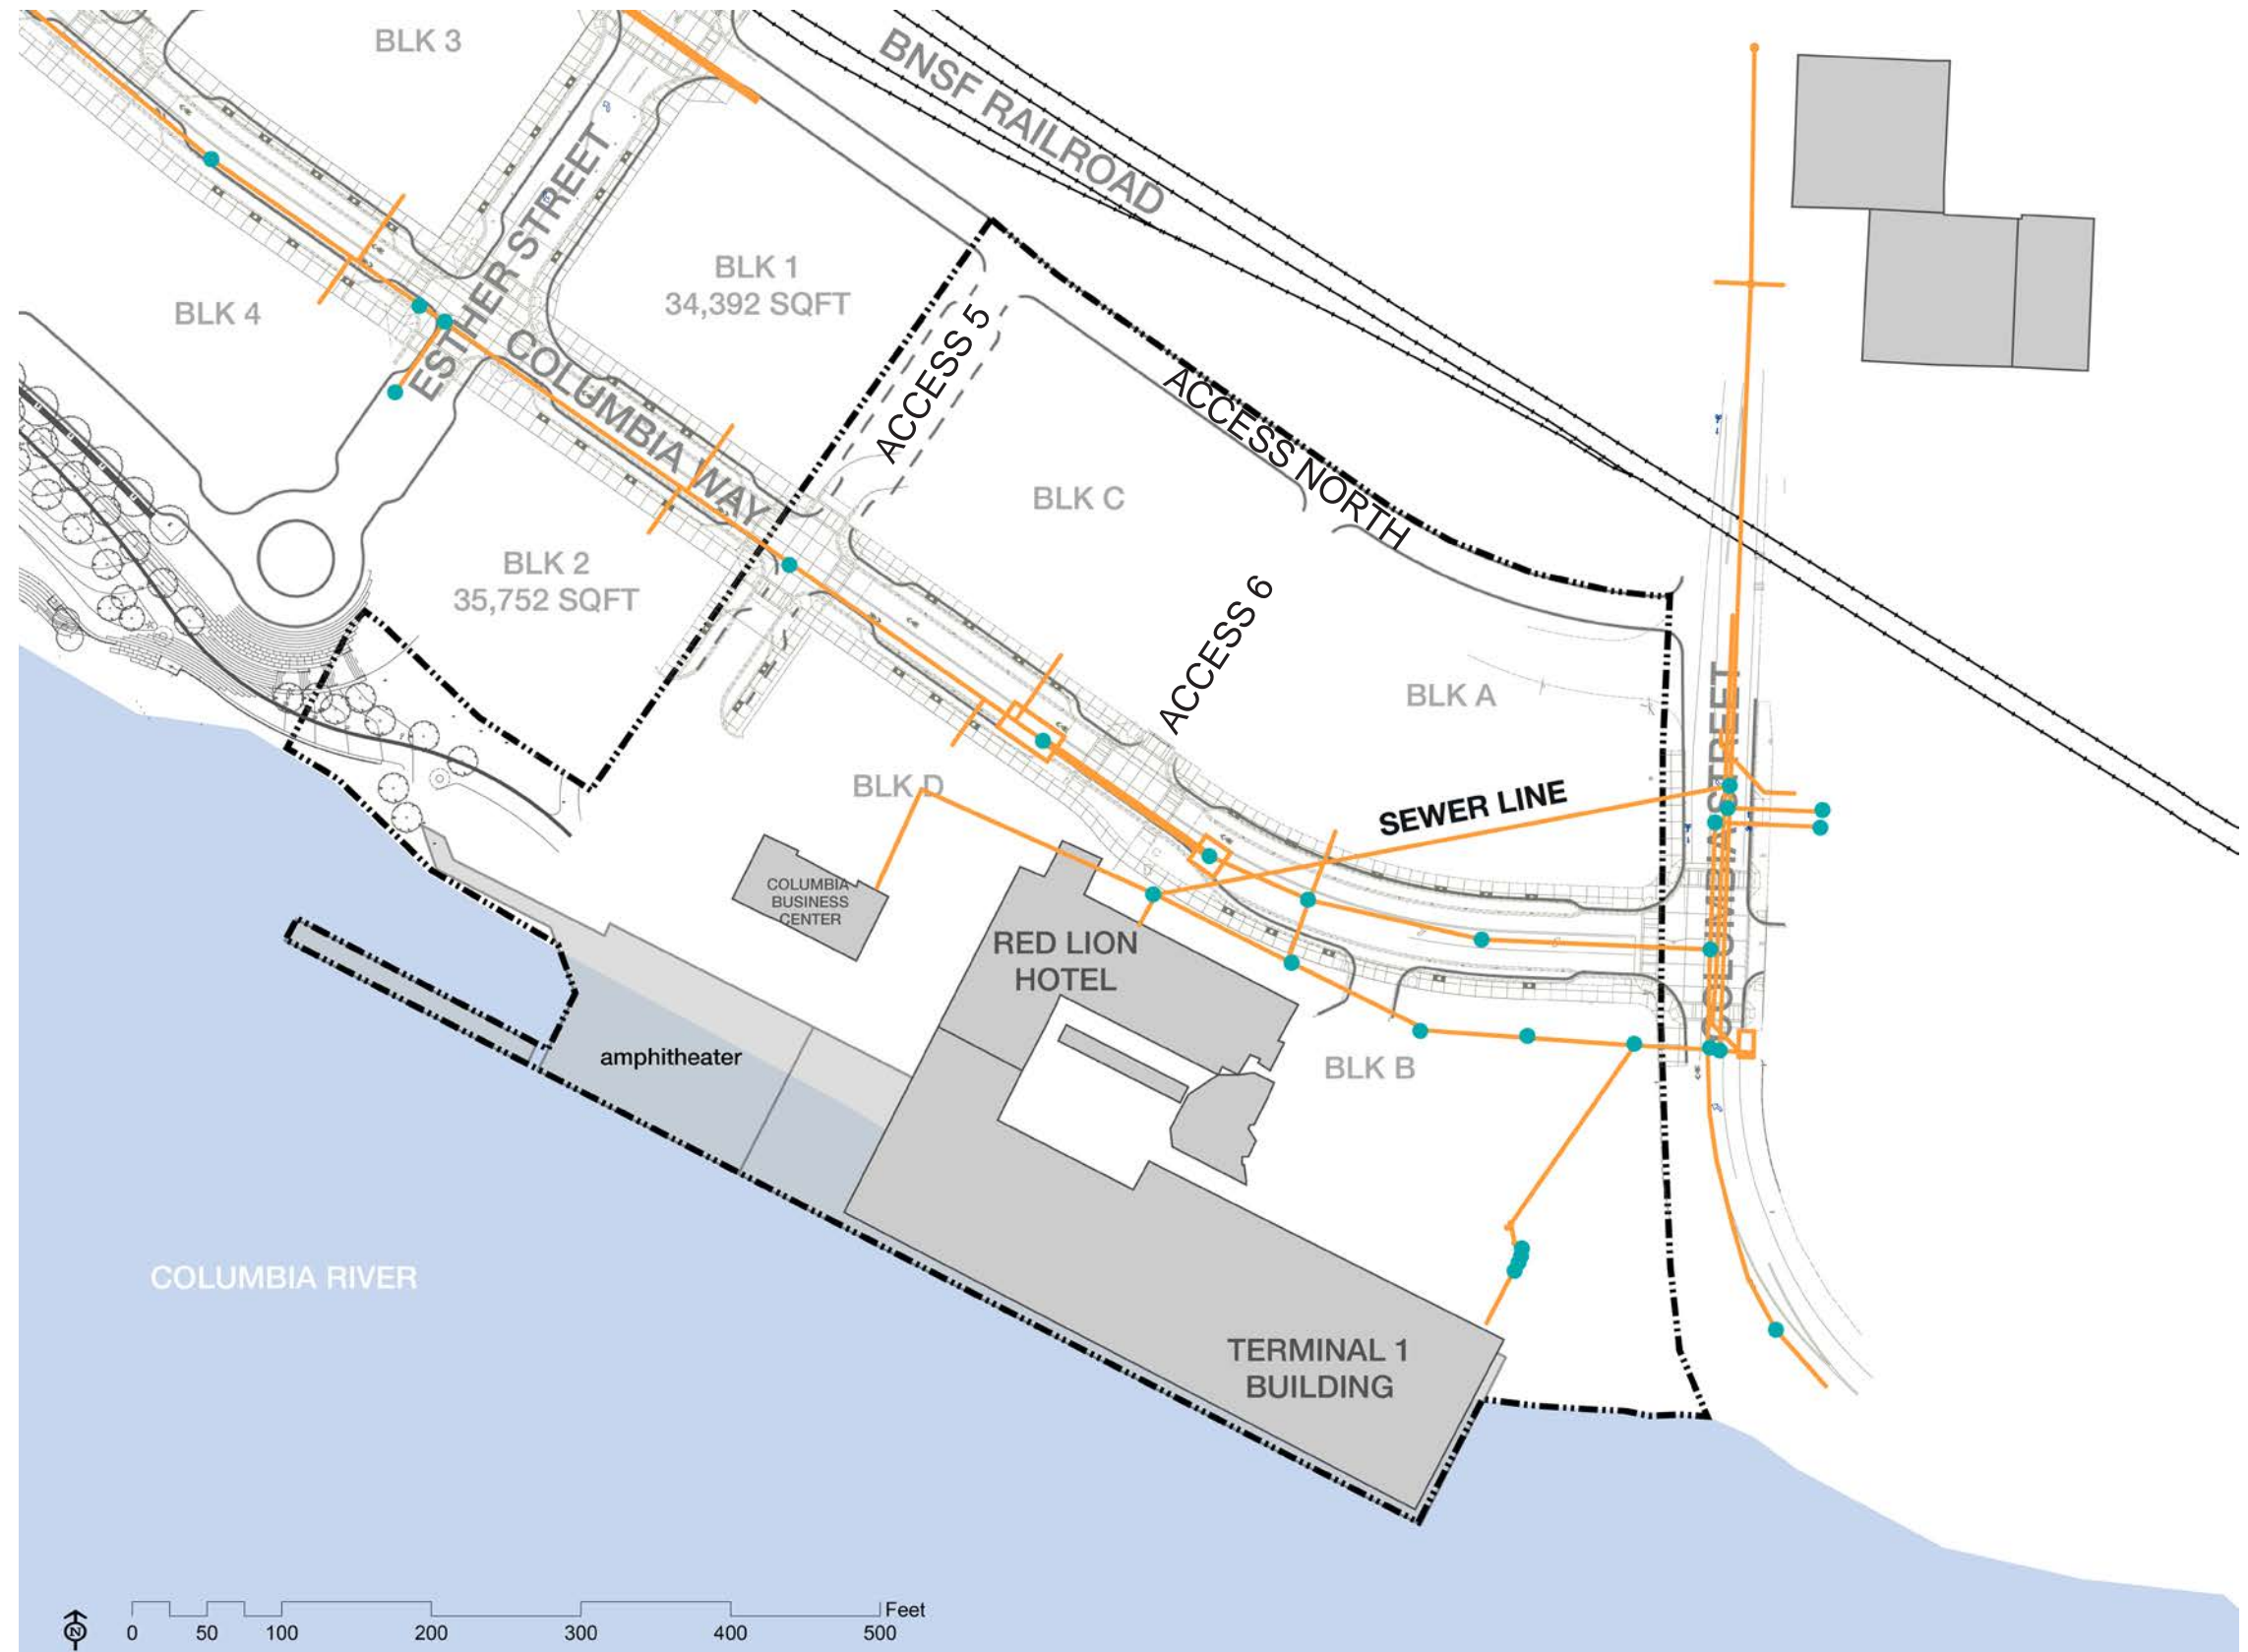 BLK 3
BNSF RAILROAD
ESTHER STREET
BLK 1
34,392 SQFT
BLK 4
COLUMBIA WAY
ACCESS 5
ACCESS NORTH
BLK C
BLK 2
35,752 SQFT
ACCESS 6
BLK A
COLUMBIA STREET
SEWER LINE
BLK D
COLUMBIA
BUSINESS
CENTER
RED LION
HOTEL
amphitheater
BLK B
COLUMBIA RIVER
TERMINAL 1
BUILDING
Feet
N
0 50 100 200 300 400 500